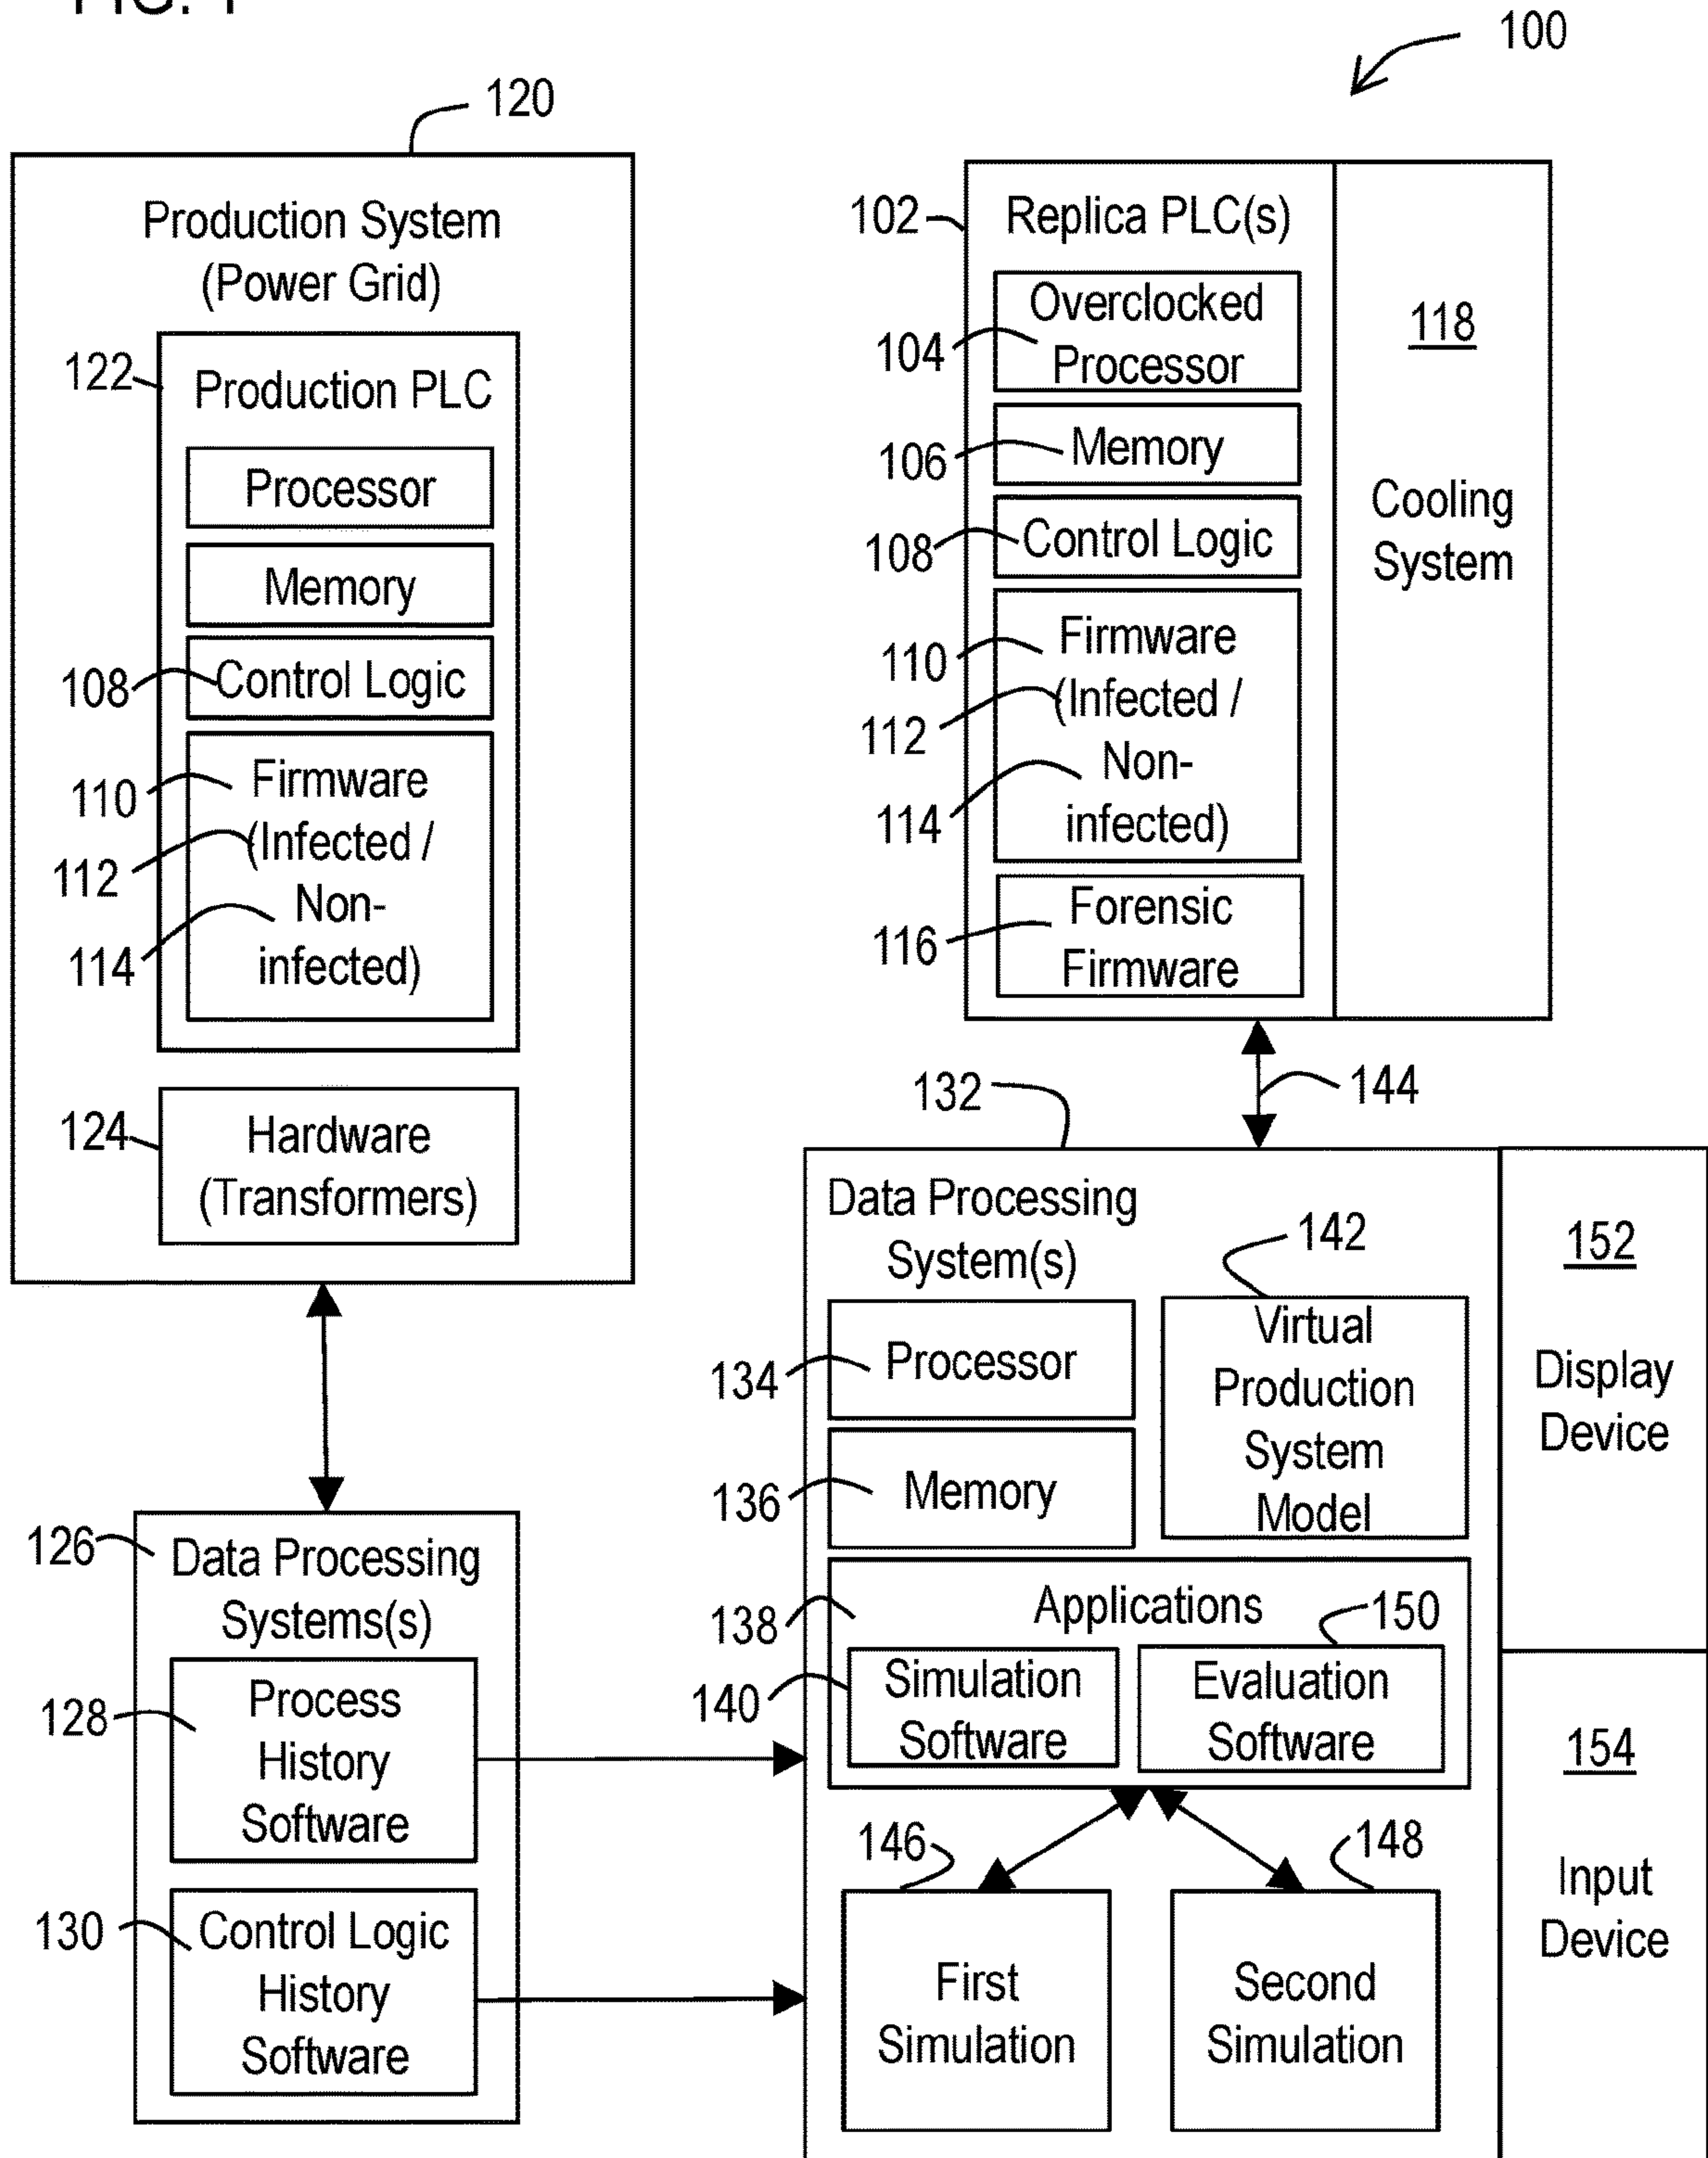 FIG. 1
100
120
Production System
(Power Grid)
122
Production PLC
Processor
Memory
108
Control Logic
110
Firmware
112
(Infected /
Non-
114
infected)
124
Hardware
(Transformers)
102
Replica PLC(s)
Overclocked
104
Processor
106
Memory
108
Control Logic
110
Firmware
112
(Infected /
Non-
114
infected)
116
Forensic
Firmware
118
Cooling
System
144
132
126
Data Processing
Systems(s)
128
Process
History
Software
130
Control Logic
History
Software
Data Processing
System(s)
134
Processor
136
Memory
142
Virtual
Production
System
Model
138
Applications
150
140
Simulation
Software
Evaluation
Software
146
148
First
Simulation
Second
Simulation
152
Display
Device
154
Input
Device